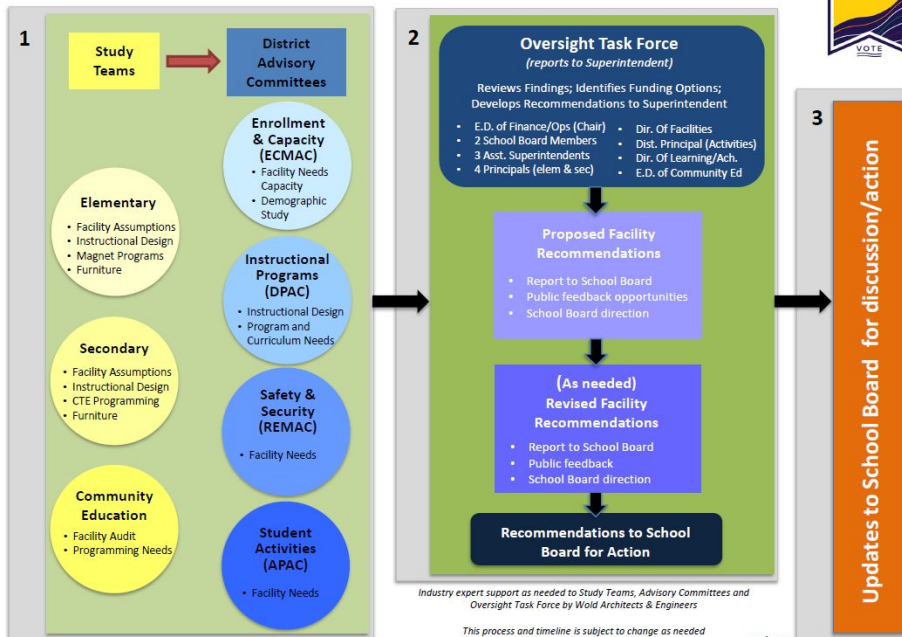 1
Study
Teams
District
Advisory
Committees
Elementary
• Facility Assumptions
• Instructional Design
• Magnet Programs
• Furniture
Secondary
• Facility Assumptions
• Instructional Design
• CTE Programming
• Furniture
Community
Education
• Facility Audit
• Programming Needs
Enrollment
& Capacity
(ECMAC)
• Facility Needs
Capacity
• Demographic
Study
Instructional
Programs
(DPAC)
• Instructional Design
• Program and
Curriculum Needs
Safety &
Security
(REMAC)
• Facility Needs
Student
Activities
(APAC)
• Facility Needs
2
Oversight Task Force
(reports to Superintendent)
Reviews Findings; Identifies Funding Options;
Develops Recommendations to Superintendent
• E.D. of Finance/Ops (Chair)
• 2 School Board Members
• 3 Asst. Superintendents
• 4 Principals (elem & sec)
• Dir. Of Facilities
• Dist. Principal (Activities)
• Dir. Of Learning/Ach.
• E.D. of Community Ed
Proposed Facility
Recommendations
• Report to School Board
• Public feedback opportunities
• School Board direction
(As needed)
Revised Facility
Recommendations
• Report to School Board
• Public feedback
• School Board direction
Recommendations to School
Board for Action
Industry expert support as needed to Study Teams, Advisory Committees and
Oversight Task Force by Wold Architects & Engineers
This process and timeline is subject to change as needed
VOTE
3
Updates to School Board for discussion/action